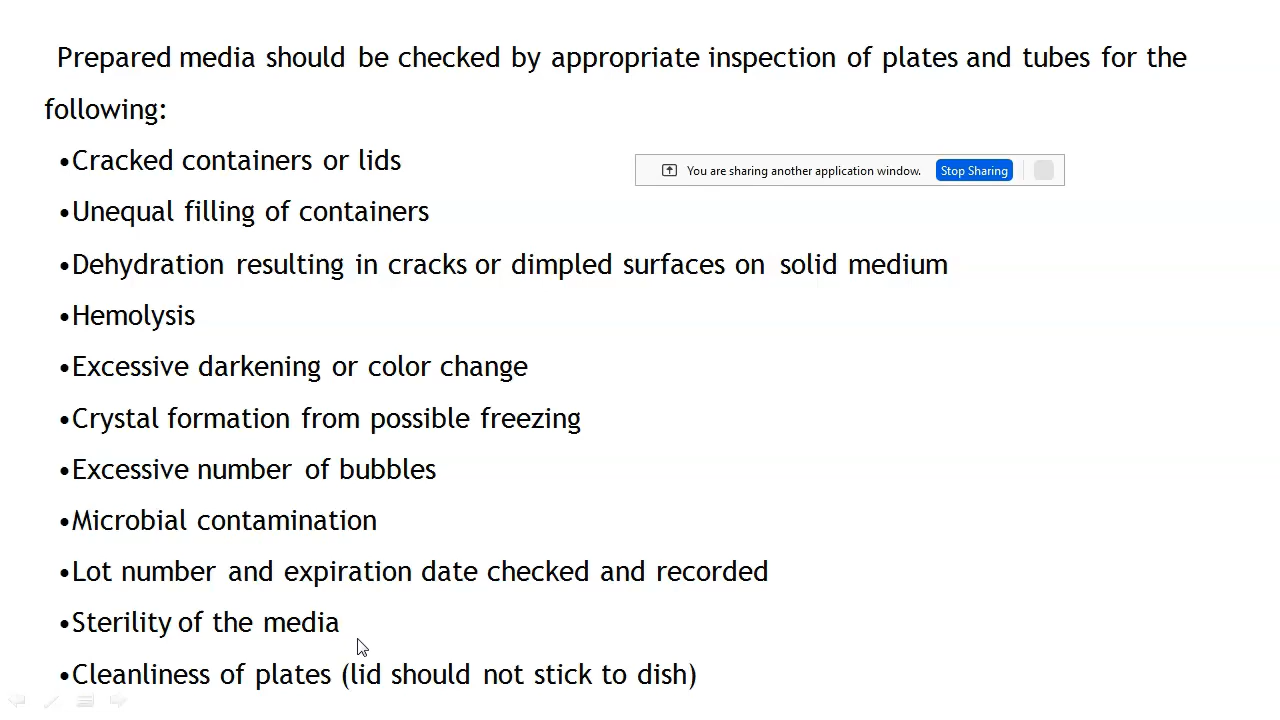 Prepared media should be checked by appropriate inspection of plates and tubes for the
following:
•Cracked containers or lids
You are sharing another application window. Stop Sharing
•Unequal filling of containers
•Dehydration resulting in cracks or dimpled surfaces on solid medium
•Hemolysis
•Excessive darkening or color change
•Crystal formation from possible freezing
•Excessive number of bubbles
•Microbial contamination
•Lot number and expiration date checked and recorded
•Sterility of the media
•Cleanliness of plates (lid should not stick to dish)